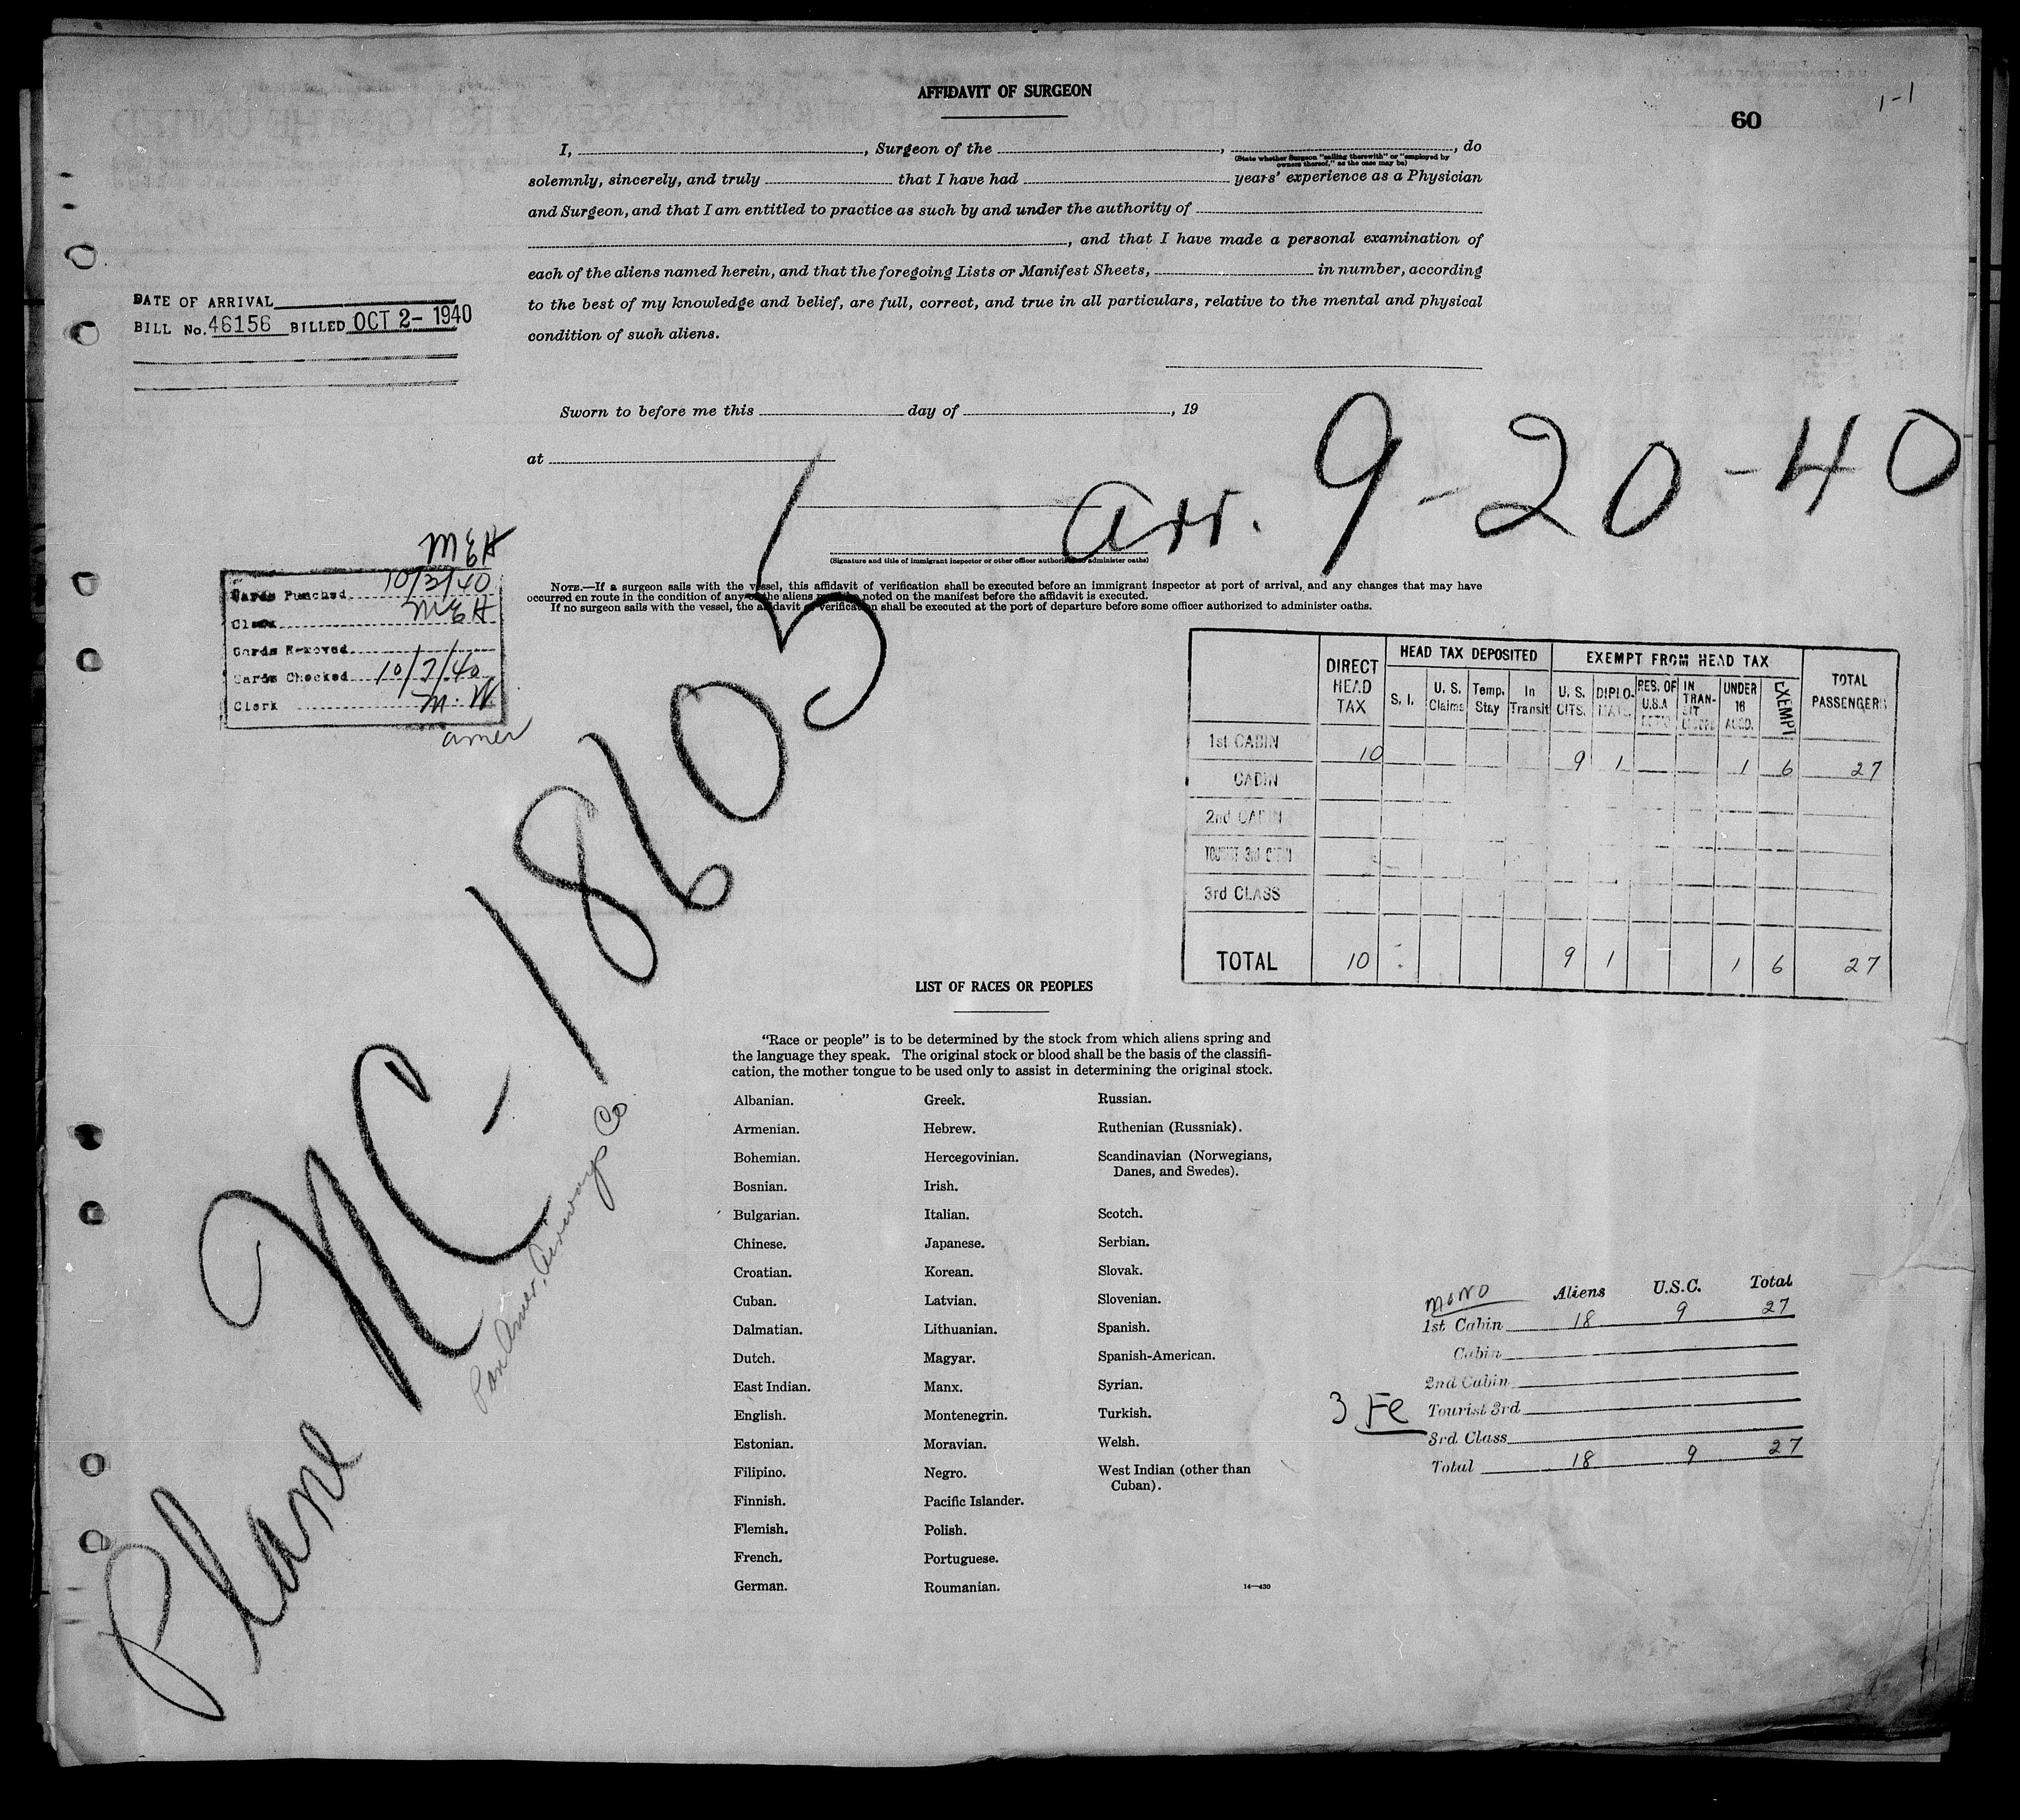 AFFIDAVIT OF SURGEON
1-1
60
I, , Surgeon of the , , do
(State whether Surgeon "sailing therewith" or "employed by owners thereof," as the case may be)
solemnly, sincerely, and truly that I have had years' experience as a Physician
and Surgeon, and that I am entitled to practice as such by and under the authority of
, and that I have made a personal examination of
each of the aliens named herein, and that the foregoing Lists or Manifest Sheets, in number, according
to the best of my knowledge and belief, are full, correct, and true in all particulars, relative to the mental and physical
condition of such aliens.
DATE OF ARRIVAL
BILL No. 46156 BILLED OCT 2- 1940
Sworn to before me this day of , 19
at
arr. 9-20-40
(Signature and title of immigrant inspector or other officer authorized to administer oaths)
NOTE.—If a surgeon sails with the vessel, this affidavit of verification shall be executed before an immigrant inspector at port of arrival, and any changes that may have
occurred en route in the condition of any of the aliens must be noted on the manifest before the affidavit is executed.
If no surgeon sails with the vessel, the affidavit of verification shall be executed at the port of departure before some officer authorized to administer oaths.
MEH
Cards Punched 10/3/40
Clerk MEH
Cards Removed
Cards Checked 10/7/40
Clerk M.W
amer
DIRECT HEAD TAX
HEAD TAX DEPOSITED
EXEMPT FROM HEAD TAX
TOTAL PASSENGERS
S. I. U. S. Claims Temp. Stay In Transit U. S. CITS. DIPLO- RES. OF U.S.A. IN TRAN- SIT UNDER 16 EXEMPT
1st CABIN 10 9 1 1 6 27
CABIN
2nd CABIN
TOURIST 3rd CABIN
3rd CLASS
TOTAL 10 9 1 1 6 27
Plane NC-18605
Pan Amer. Airways Co
LIST OF RACES OR PEOPLES
"Race or people" is to be determined by the stock from which aliens spring and
the language they speak. The original stock or blood shall be the basis of the classifi-
cation, the mother tongue to be used only to assist in determining the original stock.
Albanian.
Armenian.
Bohemian.
Bosnian.
Bulgarian.
Chinese.
Croatian.
Cuban.
Dalmatian.
Dutch.
East Indian.
English.
Estonian.
Filipino.
Finnish.
Flemish.
French.
German.
Greek.
Hebrew.
Hercegovinian.
Irish.
Italian.
Japanese.
Korean.
Latvian.
Lithuanian.
Magyar.
Manx.
Montenegrin.
Moravian.
Negro.
Pacific Islander.
Polish.
Portuguese.
Roumanian.
Russian.
Ruthenian (Russniak).
Scandinavian (Norwegians,
Danes, and Swedes).
Scotch.
Serbian.
Slovak.
Slovenian.
Spanish.
Spanish-American.
Syrian.
Turkish.
Welsh.
West Indian (other than
Cuban).
14—430
Aliens U.S.C. Total
1st Cabin 18 9 27
Cabin
2nd Cabin
3 Fe
Tourist 3rd
3rd Class
Total 18 9 27